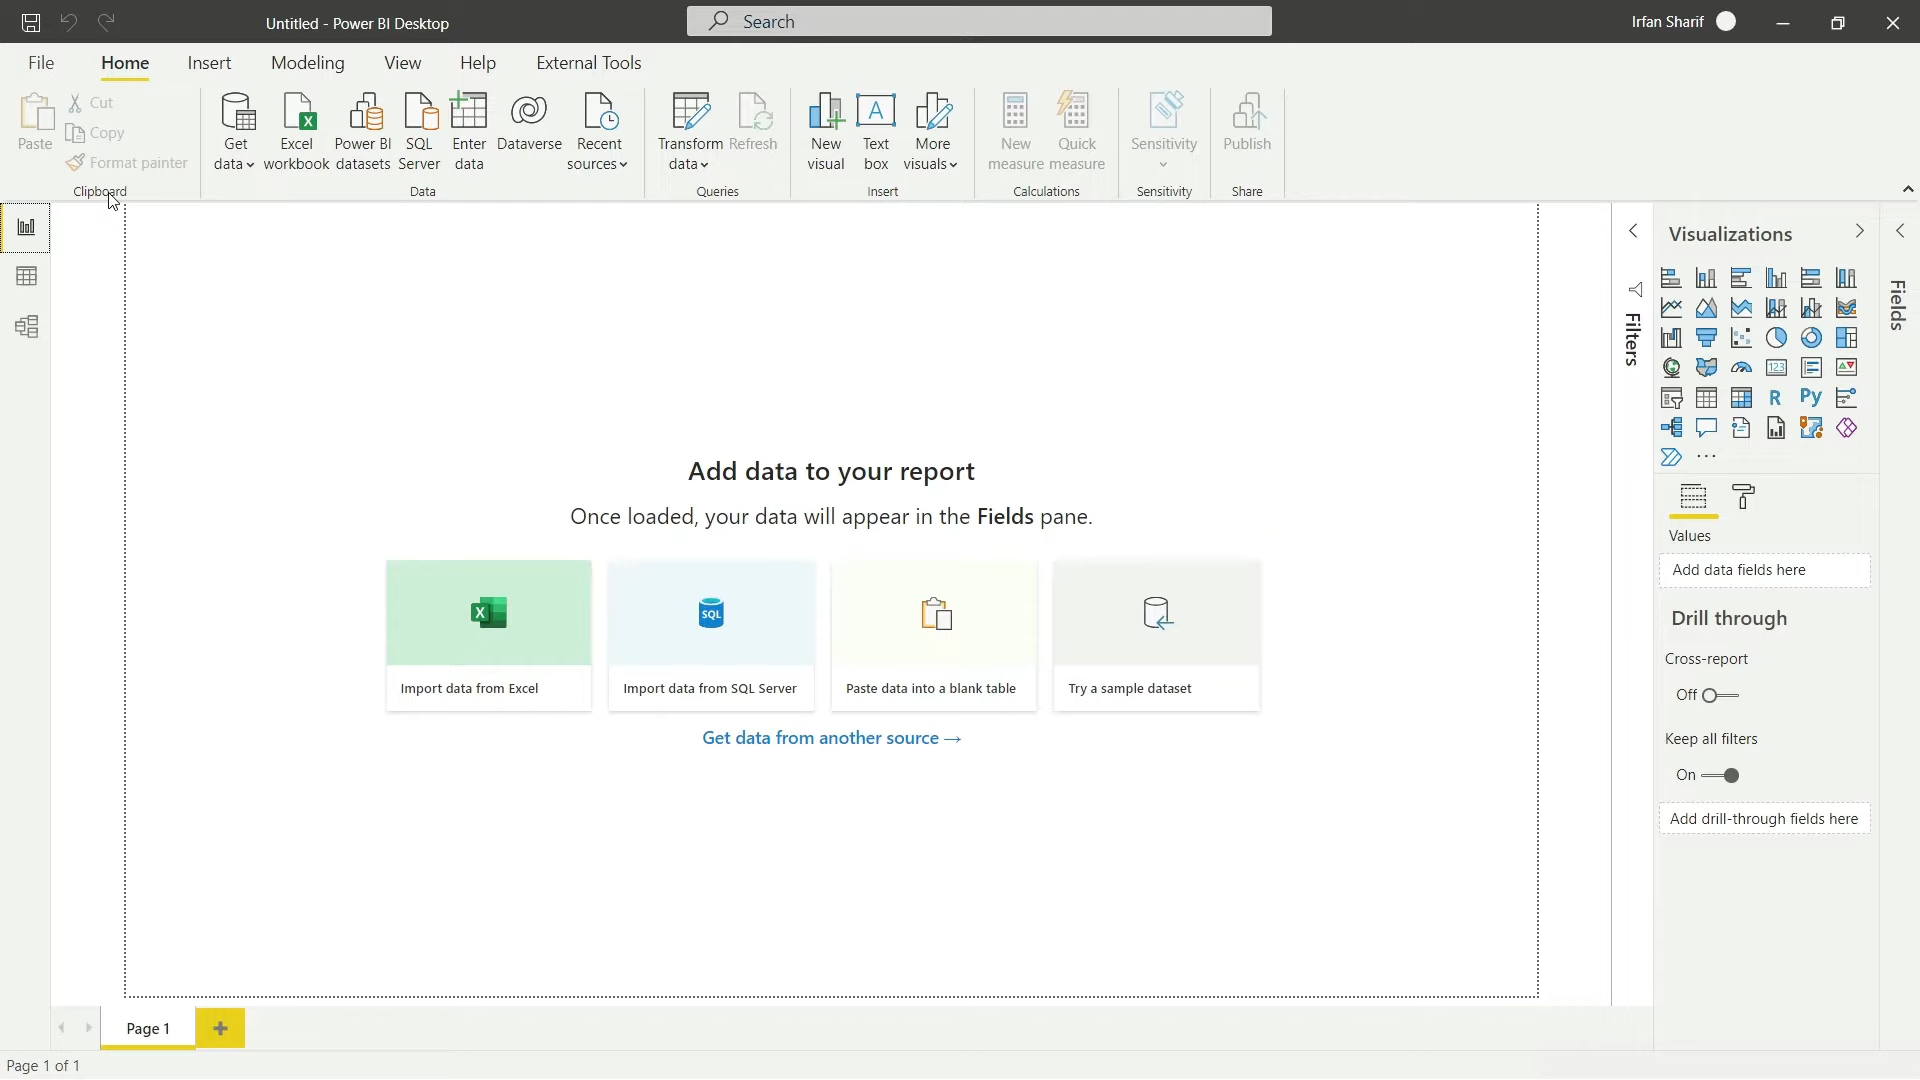 Untitled - Power BI Desktop
Search
Irfan Sharif
File Home Insert Modeling View Help External Tools
Paste
Cut
Copy
Format painter
Clipboard
Get data
Excel workbook
Power BI datasets
SQL Server
Enter data
Dataverse
Recent sources
Data
Transform data
Refresh
Queries
New visual
Text box
More visuals
Insert
New measure
Quick measure
Calculations
Sensitivity
Sensitivity
Publish
Share
Add data to your report
Once loaded, your data will appear in the Fields pane.
SQL
Import data from Excel
Import data from SQL Server
Paste data into a blank table
Try a sample dataset
Get data from another source →
Filters
Visualizations
123
R
Py
Values
Add data fields here
Drill through
Cross-report
Off
Keep all filters
On
Add drill-through fields here
Fields
Page 1
Page 1 of 1